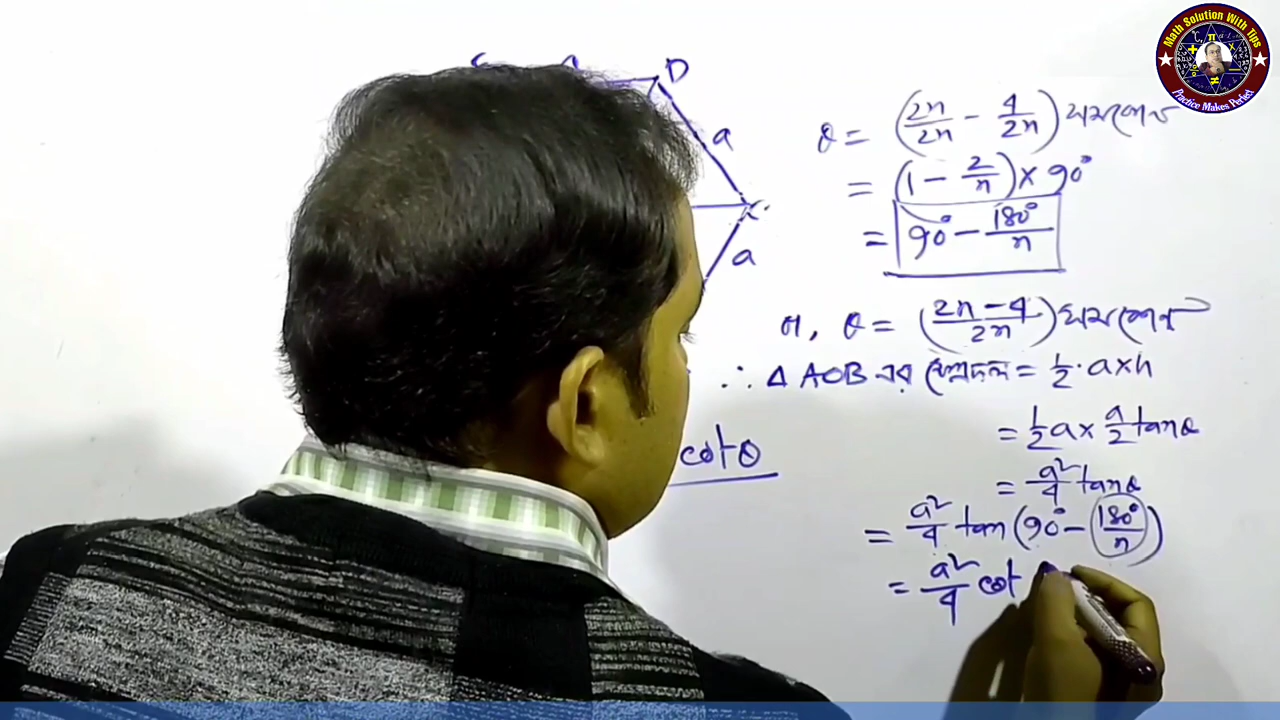 Math Solution With Tips
Practice Makes Perfect
D
a
a
θ = (2n/2n − 4/2n) সমকোণ
= (1 − 2/n) × 90°
= 90° − 180°/n
বা, θ = (2n − 4/2n) সমকোণ
∴ Δ AOB এর ক্ষেত্রফল = 1/2 · a × h
= 1/2 a × a/2 tanθ
= a²/4 tanθ
cotθ
= a²/4 tan (90° − 180°/n)
= a²/4 cot